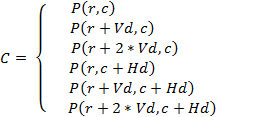 P(r,c)
P(r + Vd, c)
P(r + 2 * Vd, c)
C =
P(r, c + Hd)
P(r + Vd, c + Hd)
P(r + 2 * Vd, c + Hd)